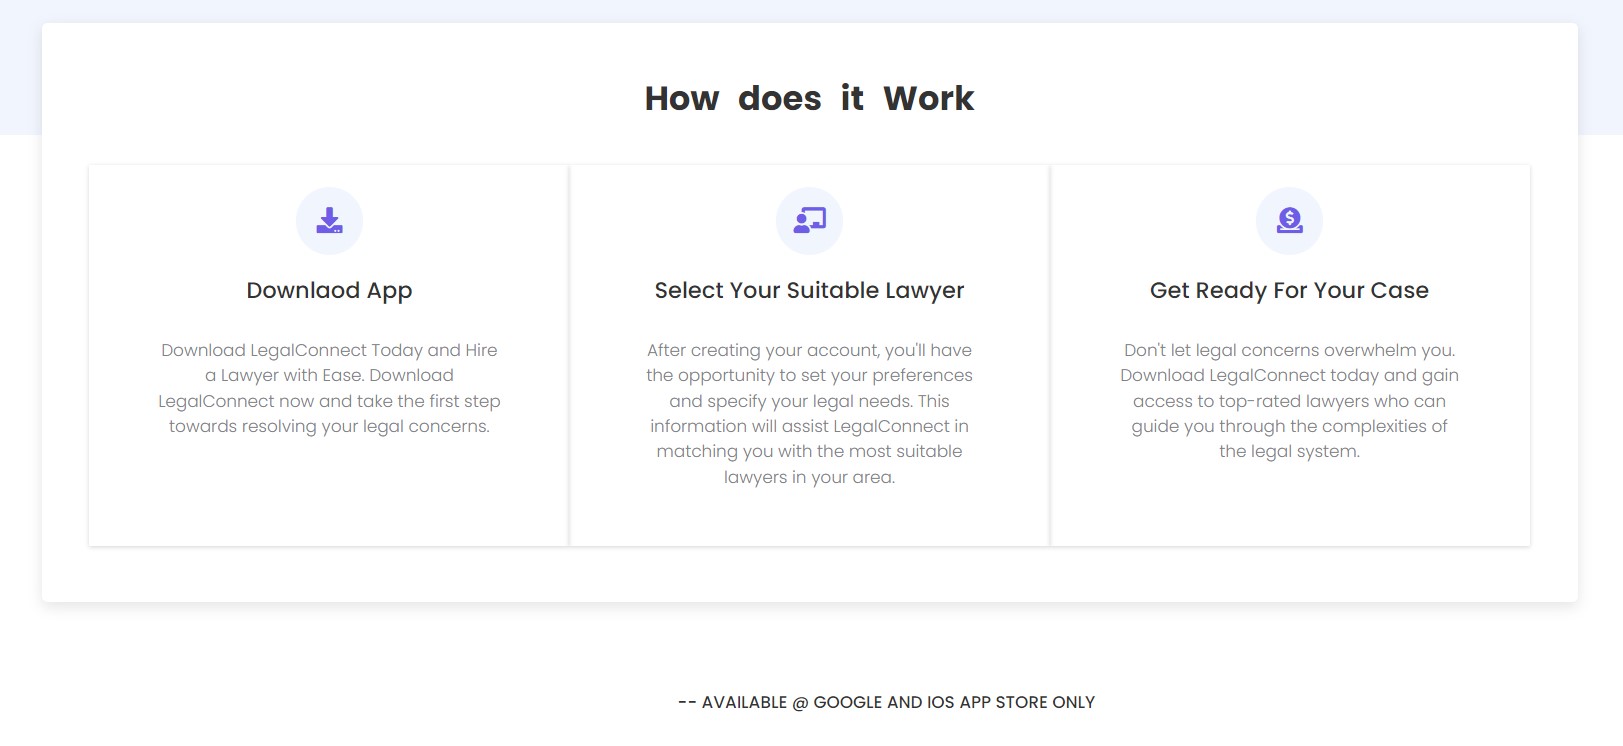 How does it Work
Downlaod App
Download LegalConnect Today and Hire
a Lawyer with Ease. Download
LegalConnect now and take the first step
towards resolving your legal concerns.
Select Your Suitable Lawyer
After creating your account, you'll have
the opportunity to set your preferences
and specify your legal needs. This
information will assist LegalConnect in
matching you with the most suitable
lawyers in your area.
Get Ready For Your Case
Don't let legal concerns overwhelm you.
Download LegalConnect today and gain
access to top-rated lawyers who can
guide you through the complexities of
the legal system.
-- AVAILABLE @ GOOGLE AND IOS APP STORE ONLY